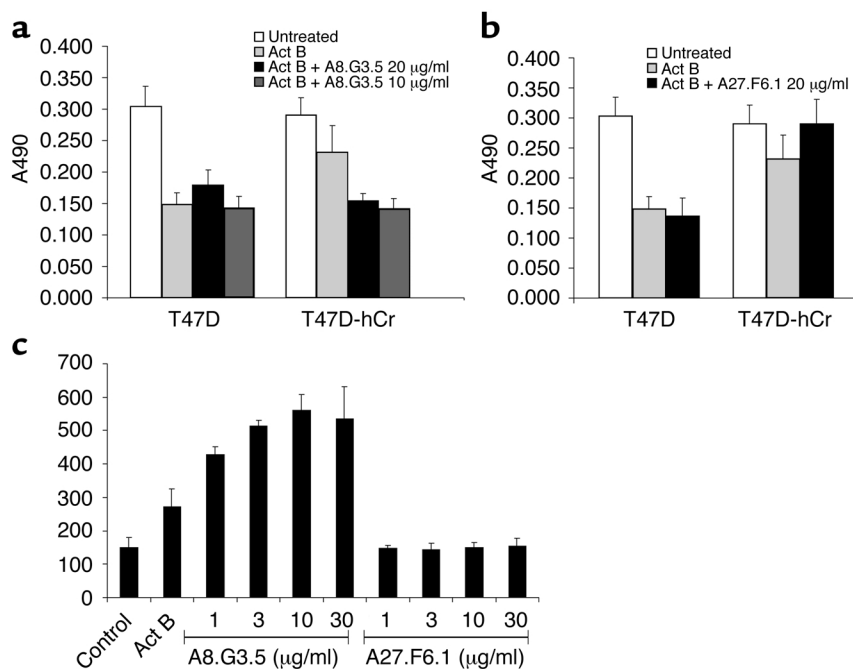 a
Untreated
Act B
Act B + A8.G3.5 20 μg/ml
Act B + A8.G3.5 10 μg/ml
A490
0.400
0.350
0.300
0.250
0.200
0.150
0.100
0.050
0.000
T47D T47D-hCr
b
Untreated
Act B
Act B + A27.F6.1 20 μg/ml
A490
0.400
0.350
0.300
0.250
0.200
0.150
0.100
0.050
0.000
T47D T47D-hCr
c
700
600
500
400
300
200
100
0
Control Act B 1 3 10 30 1 3 10 30
A8.G3.5 (μg/ml) A27.F6.1 (μg/ml)